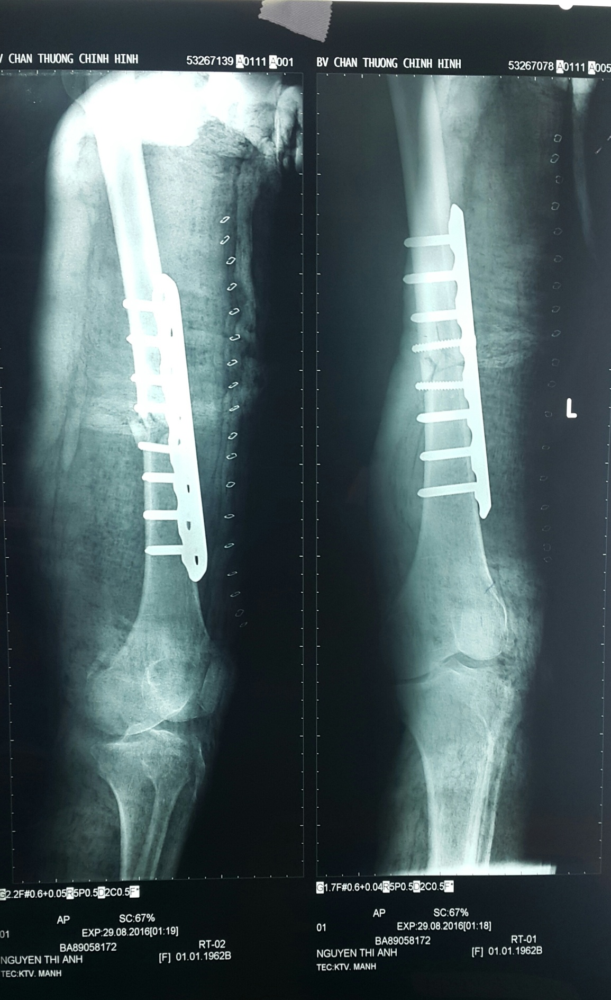 V CHAN THUONG CHINH HINH 53267139 A0111 A001
G2.2F#0.6+0.05R5P0.5D2C0.5F*
AP SC:67%
01 EXP:29.08.2016[01:19]
BA89058172 RT-02
NGUYEN THI ANH [F] 01.01.1962B
TEC:KTV. MANH
BV CHAN THUONG CHINH HINH 53267078 A0111 A005
L
G1.7F#0.6+0.04R5P0.5D2C0.5F*
AP SC:67%
01 EXP:29.08.2016[01:18]
BA89058172 RT-01
NGUYEN THI ANH [F] 01.01.1962B
TEC:KTV. MANH